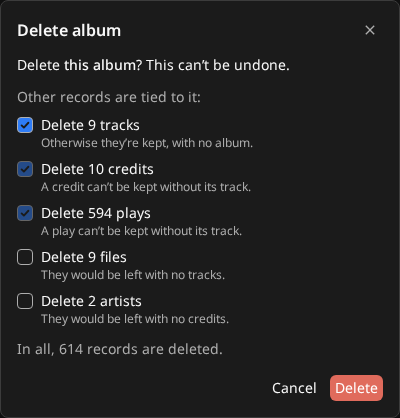 Delete album
Delete this album? This can’t be undone.
Other records are tied to it:
Delete 9 tracks
Otherwise they’re kept, with no album.
Delete 10 credits
A credit can’t be kept without its track.
Delete 594 plays
A play can’t be kept without its track.
Delete 9 files
They would be left with no tracks.
Delete 2 artists
They would be left with no credits.
In all, 614 records are deleted.
Cancel Delete